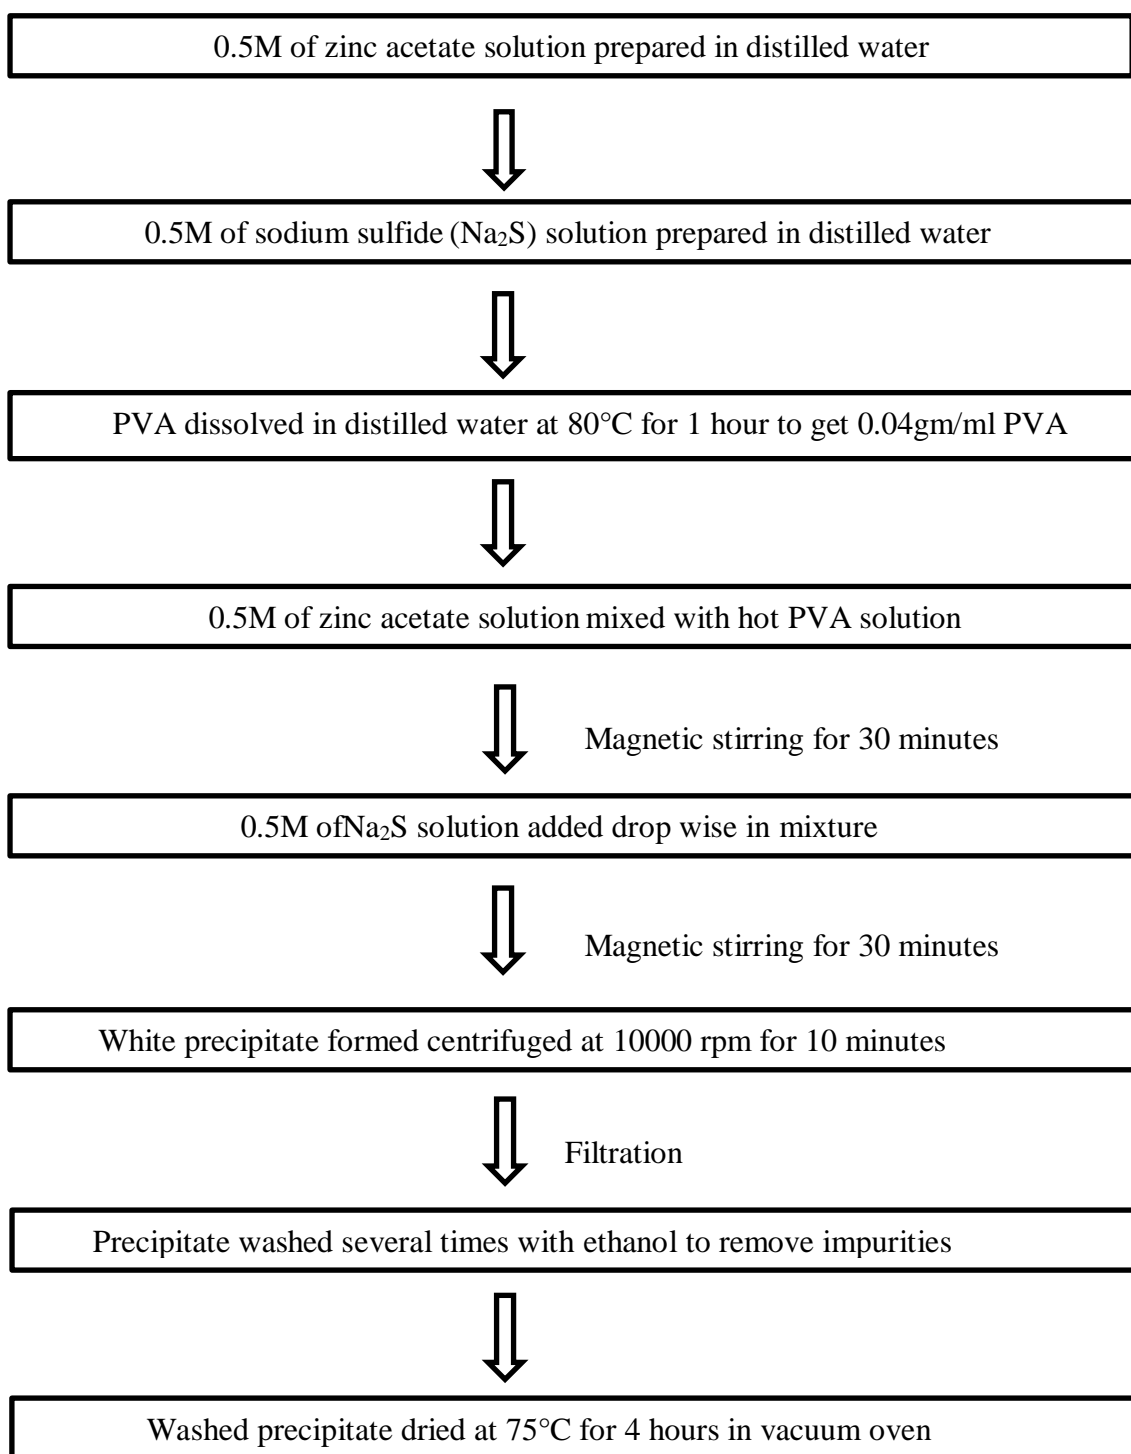 0.5M of zinc acetate solution prepared in distilled water
0.5M of sodium sulfide (Na₂S) solution prepared in distilled water
PVA dissolved in distilled water at 80°C for 1 hour to get 0.04gm/ml PVA
0.5M of zinc acetate solution mixed with hot PVA solution
Magnetic stirring for 30 minutes
0.5M ofNa₂S solution added drop wise in mixture
Magnetic stirring for 30 minutes
White precipitate formed centrifuged at 10000 rpm for 10 minutes
Filtration
Precipitate washed several times with ethanol to remove impurities
Washed precipitate dried at 75°C for 4 hours in vacuum oven